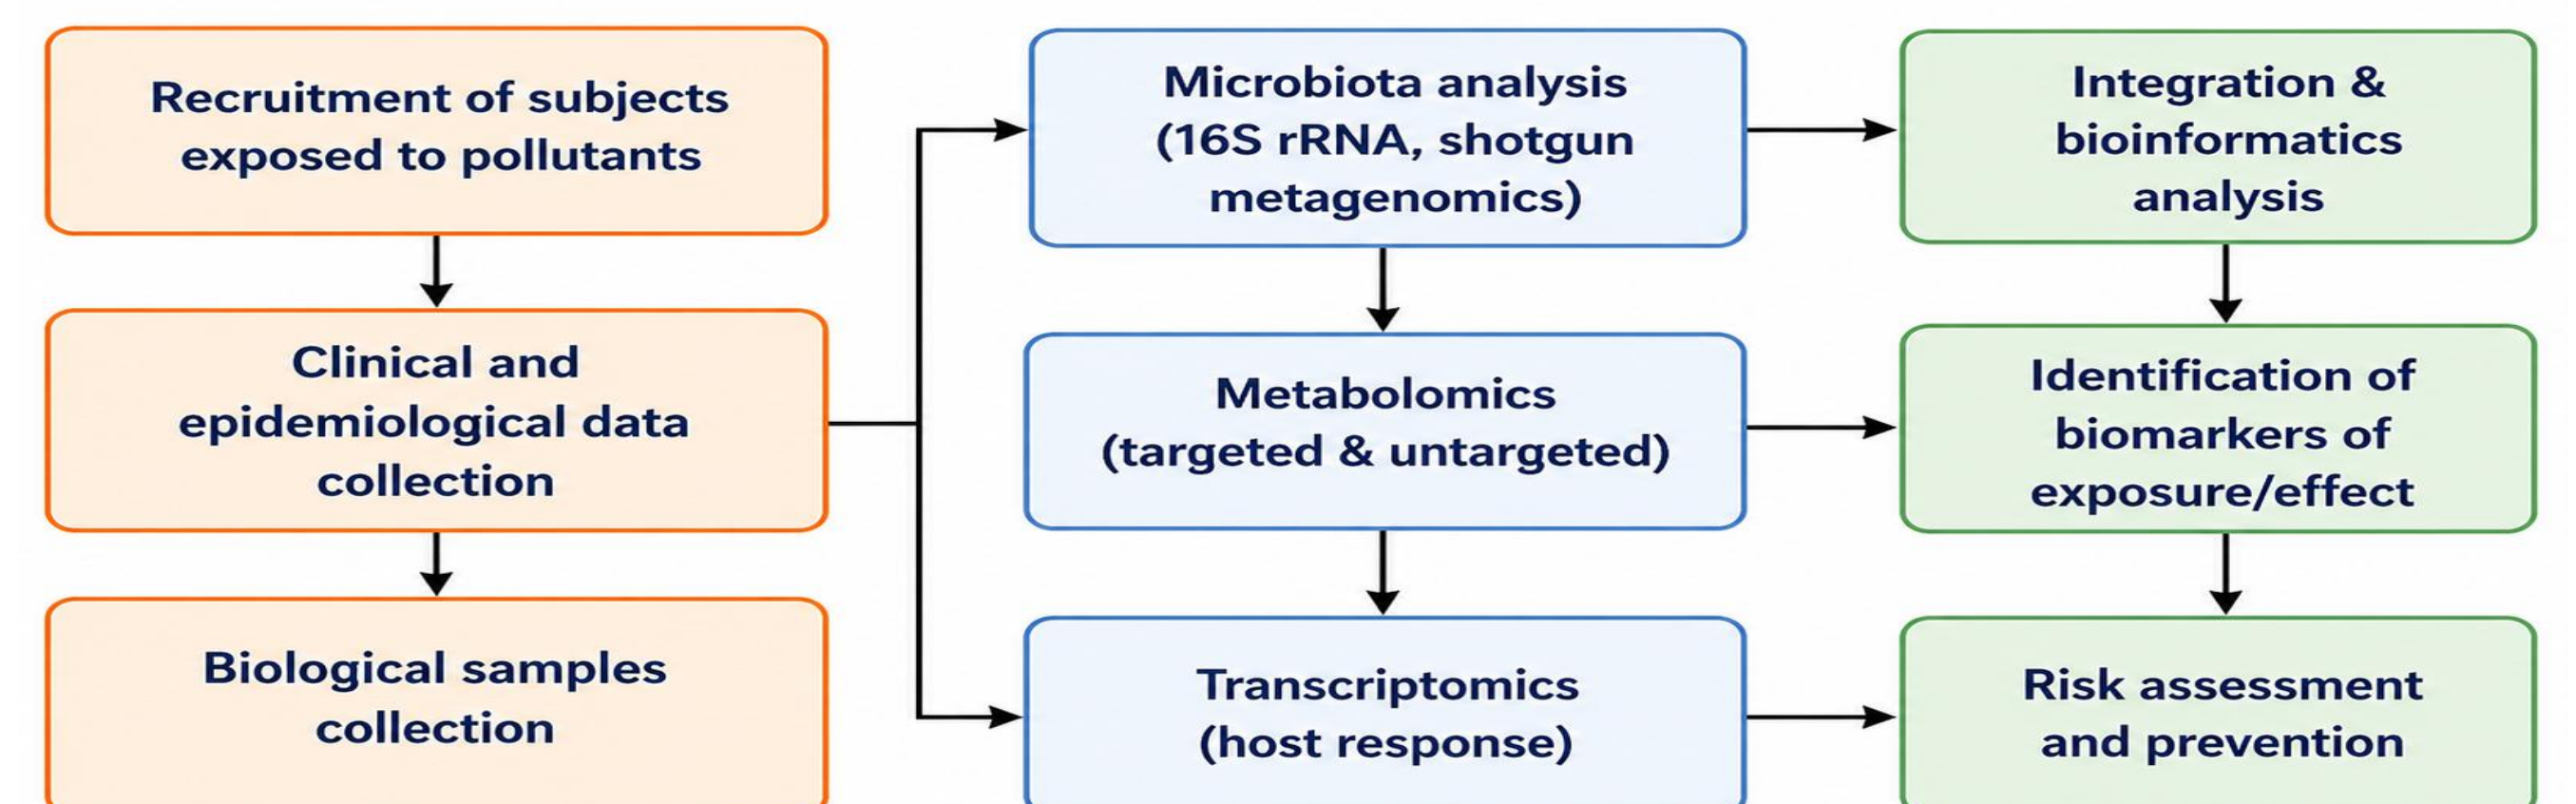 Recruitment of subjects
exposed to pollutants
Clinical and
epidemiological data
collection
Biological samples
collection
Microbiota analysis
(16S rRNA, shotgun
metagenomics)
Metabolomics
(targeted & untargeted)
Transcriptomics
(host response)
Integration &
bioinformatics
analysis
Identification of
biomarkers of
exposure/effect
Risk assessment
and prevention